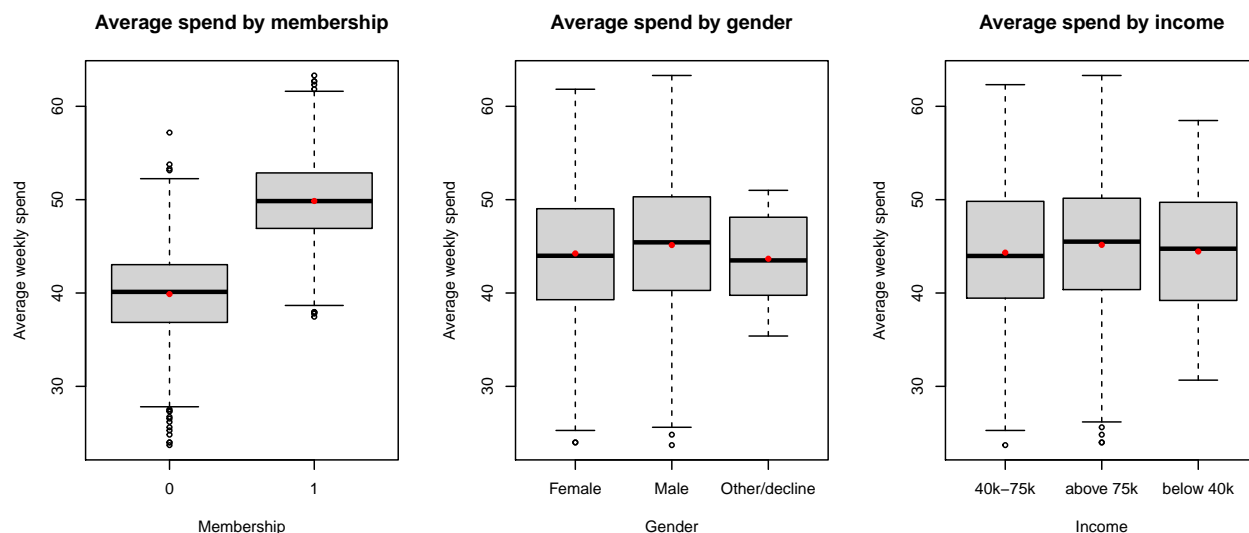 Average spend by membership
Average weekly spend
60
50
40
30
0 1
Membership
Average spend by gender
Average weekly spend
60
50
40
30
Female Male Other/decline
Gender
Average spend by income
Average weekly spend
60
50
40
30
40k−75k above 75k below 40k
Income